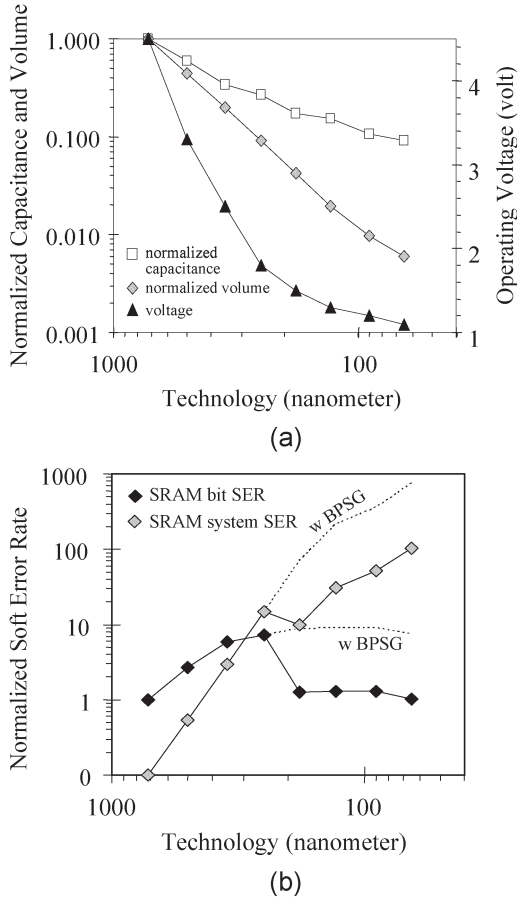 1.000
0.100
0.010
0.001
Normalized Capacitance and Volume
4
3
2
1
Operating Voltage (volt)
normalized
capacitance
normalized volume
voltage
1000
100
Technology (nanometer)
(a)
1000
100
10
1
0
Normalized Soft Error Rate
SRAM bit SER
SRAM system SER
w BPSG
w BPSG
1000
100
Technology (nanometer)
(b)